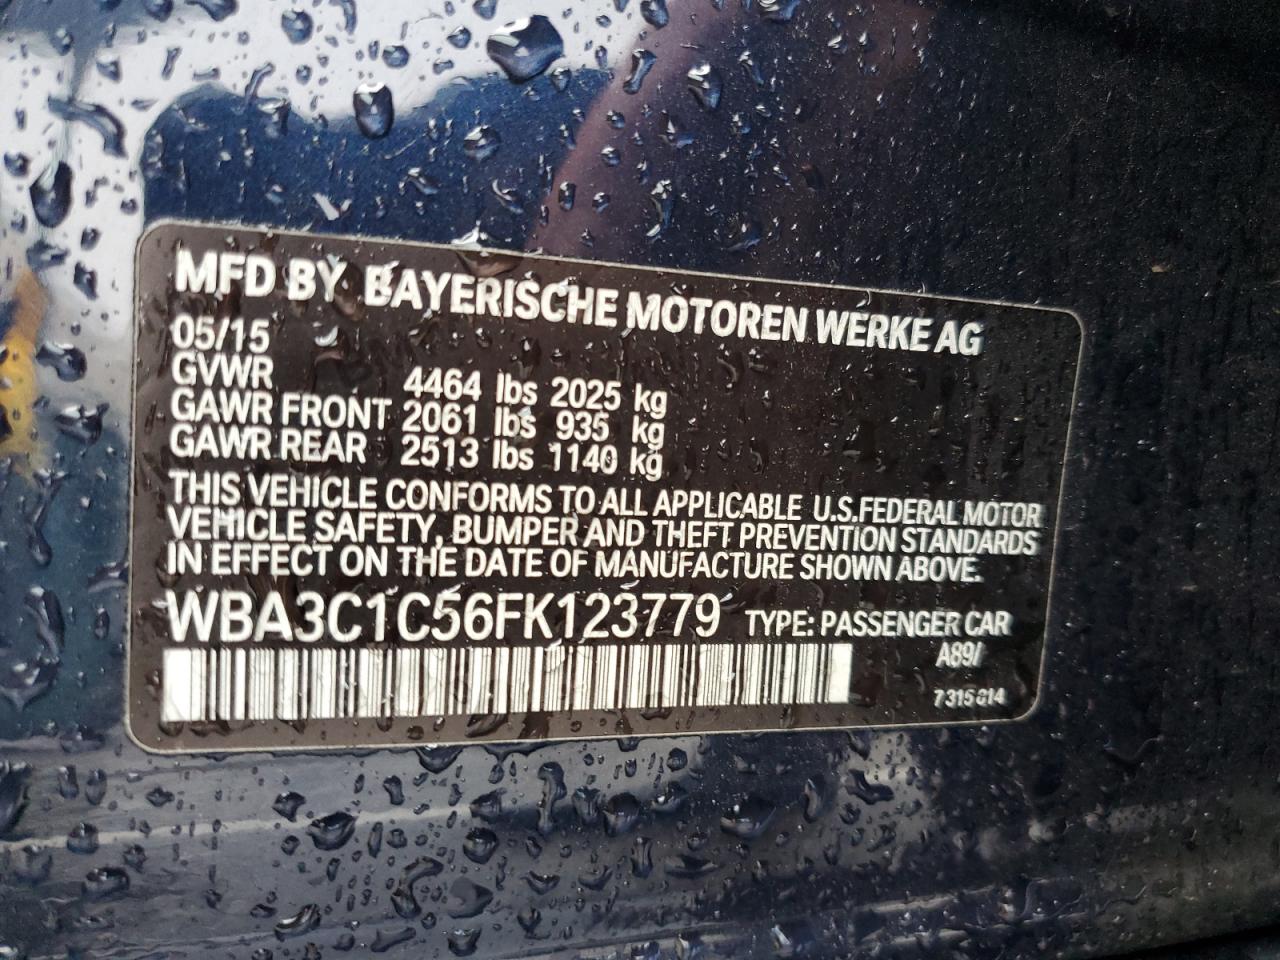 MFD BY BAYERISCHE MOTOREN WERKE AG
05/15
GVWR 4464 lbs 2025 kg
GAWR FRONT 2061 lbs 935 kg
GAWR REAR 2513 lbs 1140 kg
THIS VEHICLE CONFORMS TO ALL APPLICABLE U.S.FEDERAL MOTOR
VEHICLE SAFETY, BUMPER AND THEFT PREVENTION STANDARDS
IN EFFECT ON THE DATE OF MANUFACTURE SHOWN ABOVE.
WBA3C1C56FK123779 TYPE: PASSENGER CAR
A89/